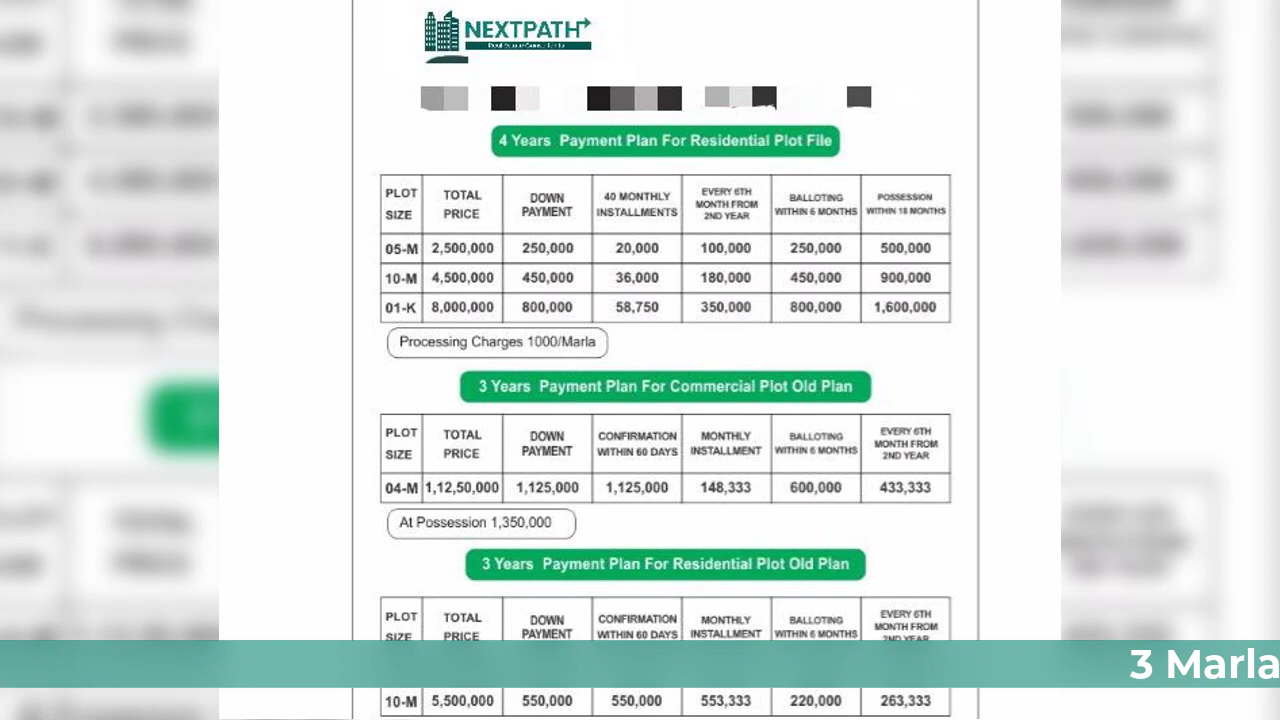 NEXTPATH
4 Years Payment Plan For Residential Plot File
PLOT SIZE TOTAL PRICE DOWN PAYMENT 40 MONTHLY INSTALLMENTS EVERY 6TH MONTH FROM 2ND YEAR BALLOTING WITHIN 6 MONTHS POSSESSION WITHIN 18 MONTHS
05-M 2,500,000 250,000 20,000 100,000 250,000 500,000
10-M 4,500,000 450,000 36,000 180,000 450,000 900,000
01-K 8,000,000 800,000 58,750 350,000 800,000 1,600,000
Processing Charges 1000/Marla
3 Years Payment Plan For Commercial Plot Old Plan
PLOT SIZE TOTAL PRICE DOWN PAYMENT CONFIRMATION WITHIN 60 DAYS MONTHLY INSTALLMENT BALLOTING WITHIN 6 MONTHS EVERY 6TH MONTH FROM 2ND YEAR
04-M 1,12,50,000 1,125,000 1,125,000 148,333 600,000 433,333
At Possession 1,350,000
3 Years Payment Plan For Residential Plot Old Plan
PLOT SIZE TOTAL PRICE DOWN PAYMENT CONFIRMATION WITHIN 60 DAYS MONTHLY INSTALLMENT BALLOTING WITHIN 6 MONTHS EVERY 6TH MONTH FROM 2ND YEAR
3 Marla
10-M 5,500,000 550,000 550,000 553,333 220,000 263,333